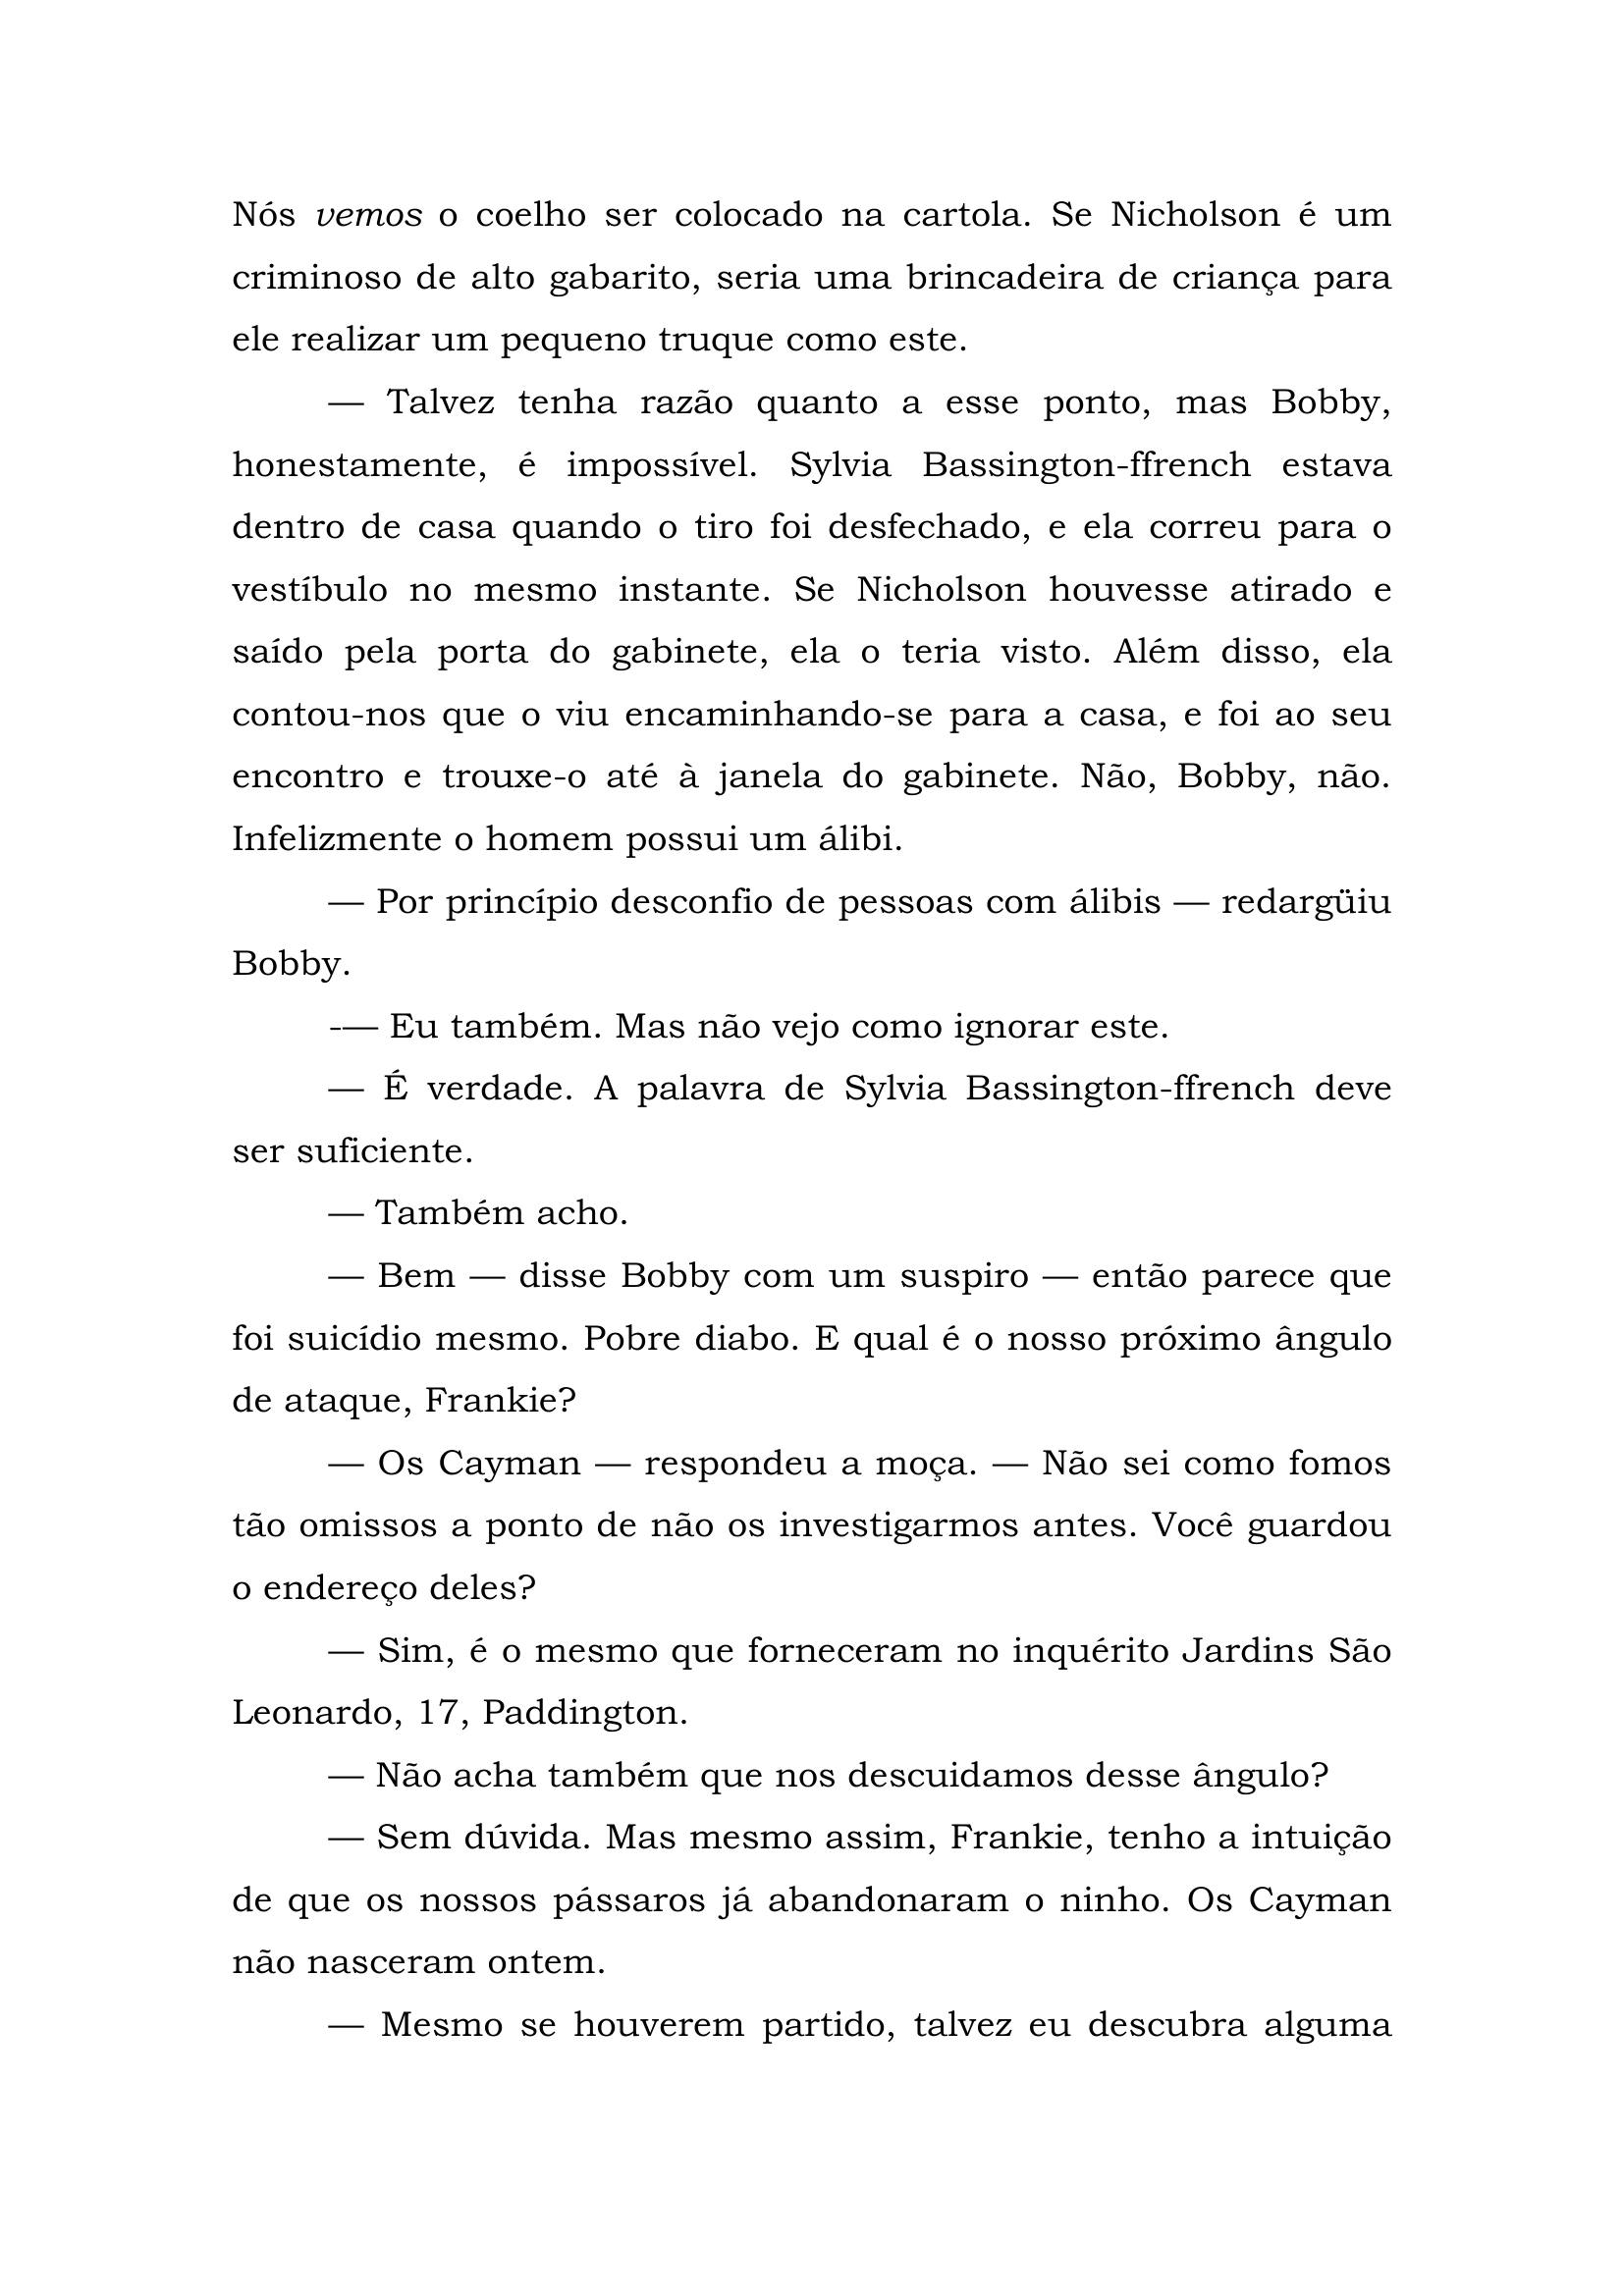 Nós vemos o coelho ser colocado na cartola. Se Nicholson é um
criminoso de alto gabarito, seria uma brincadeira de criança para
ele realizar um pequeno truque como este.
— Talvez tenha razão quanto a esse ponto, mas Bobby,
honestamente, é impossível. Sylvia Bassington-ffrench estava
dentro de casa quando o tiro foi desfechado, e ela correu para o
vestíbulo no mesmo instante. Se Nicholson houvesse atirado e
saído pela porta do gabinete, ela o teria visto. Além disso, ela
contou-nos que o viu encaminhando-se para a casa, e foi ao seu
encontro e trouxe-o até à janela do gabinete. Não, Bobby, não.
Infelizmente o homem possui um álibi.
— Por princípio desconfio de pessoas com álibis — redargüiu
Bobby.
-— Eu também. Mas não vejo como ignorar este.
— É verdade. A palavra de Sylvia Bassington-ffrench deve
ser suficiente.
— Também acho.
— Bem — disse Bobby com um suspiro — então parece que
foi suicídio mesmo. Pobre diabo. E qual é o nosso próximo ângulo
de ataque, Frankie?
— Os Cayman — respondeu a moça. — Não sei como fomos
tão omissos a ponto de não os investigarmos antes. Você guardou
o endereço deles?
— Sim, é o mesmo que forneceram no inquérito Jardins São
Leonardo, 17, Paddington.
— Não acha também que nos descuidamos desse ângulo?
— Sem dúvida. Mas mesmo assim, Frankie, tenho a intuição
de que os nossos pássaros já abandonaram o ninho. Os Cayman
não nasceram ontem.
— Mesmo se houverem partido, talvez eu descubra alguma